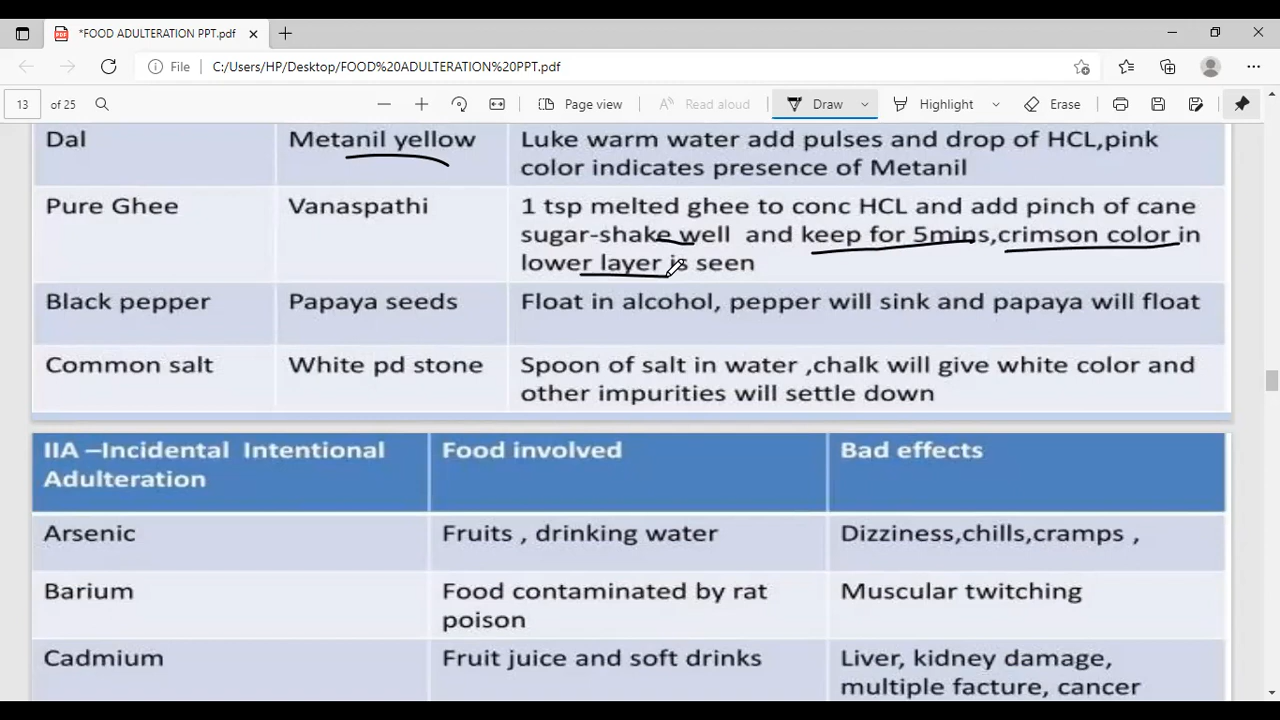 *FOOD ADULTERATION PPT.pdf
File C:/Users/HP/Desktop/FOOD%20ADULTERATION%20PPT.pdf
13 of 25 Page view Read aloud Draw Highlight Erase
Dal Metanil yellow Luke warm water add pulses and drop of HCL,pink
color indicates presence of Metanil
Pure Ghee Vanaspathi 1 tsp melted ghee to conc HCL and add pinch of cane
sugar-shake well and keep for 5mins,crimson color in
lower layer is seen
Black pepper Papaya seeds Float in alcohol, pepper will sink and papaya will float
Common salt White pd stone Spoon of salt in water ,chalk will give white color and
other impurities will settle down
IIA –Incidental Intentional Food involved Bad effects
Adulteration
Arsenic Fruits , drinking water Dizziness,chills,cramps ,
Barium Food contaminated by rat Muscular twitching
poison
Cadmium Fruit juice and soft drinks Liver, kidney damage,
multiple facture, cancer